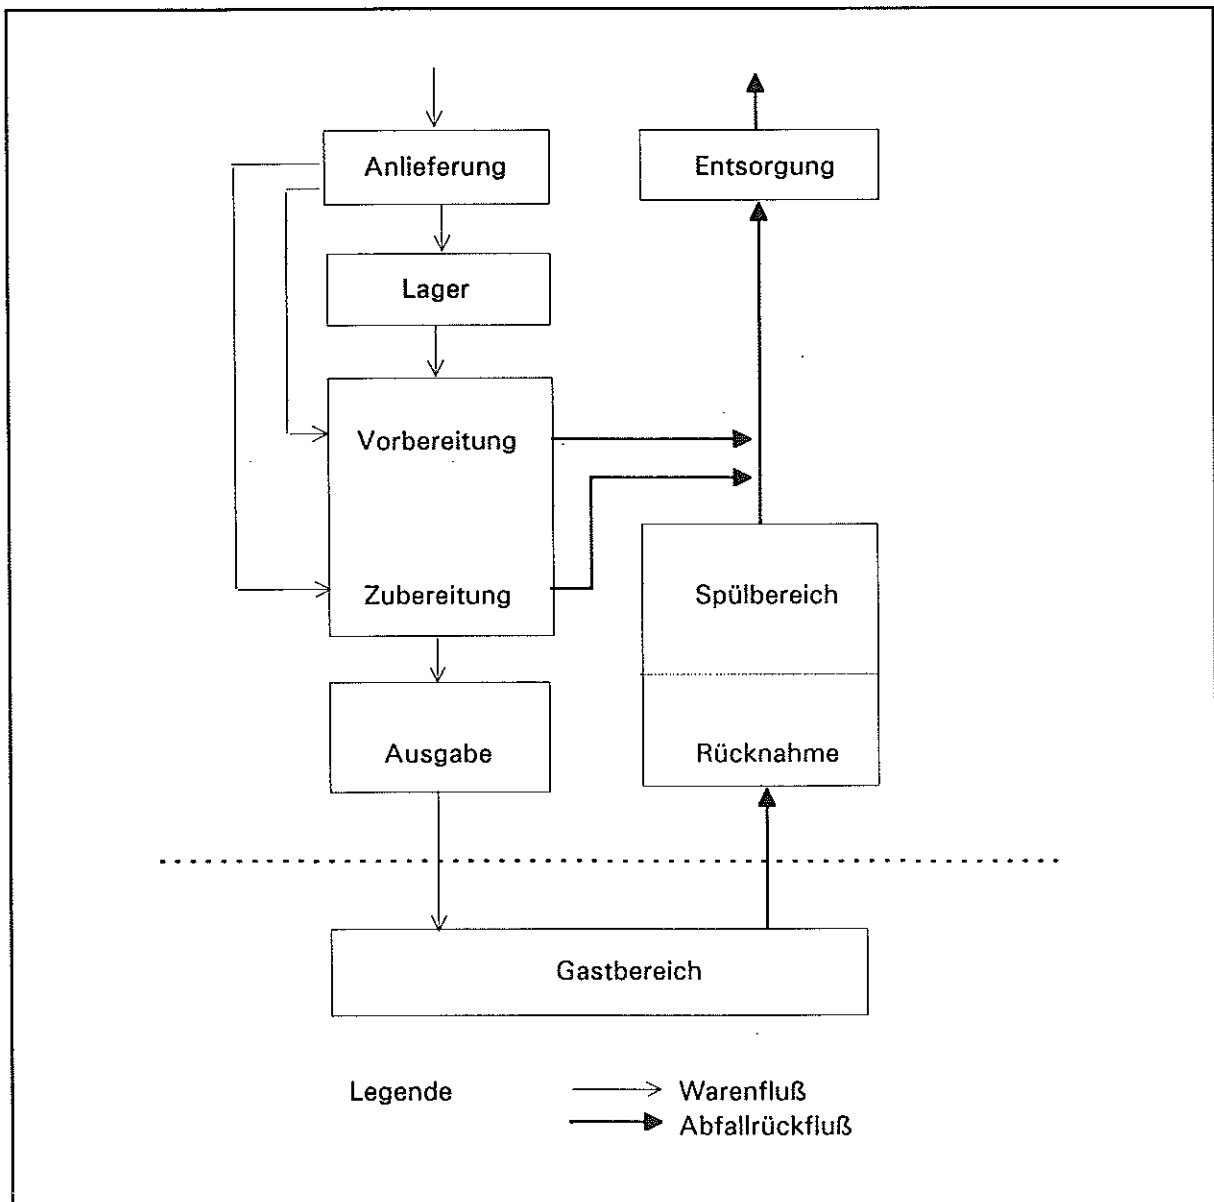 Anlieferung
Entsorgung
Lager
Vorbereitung
Zubereitung
Spülbereich
Ausgabe
Rücknahme
Gastbereich
Legende
Warenfluß
Abfallrückfluß